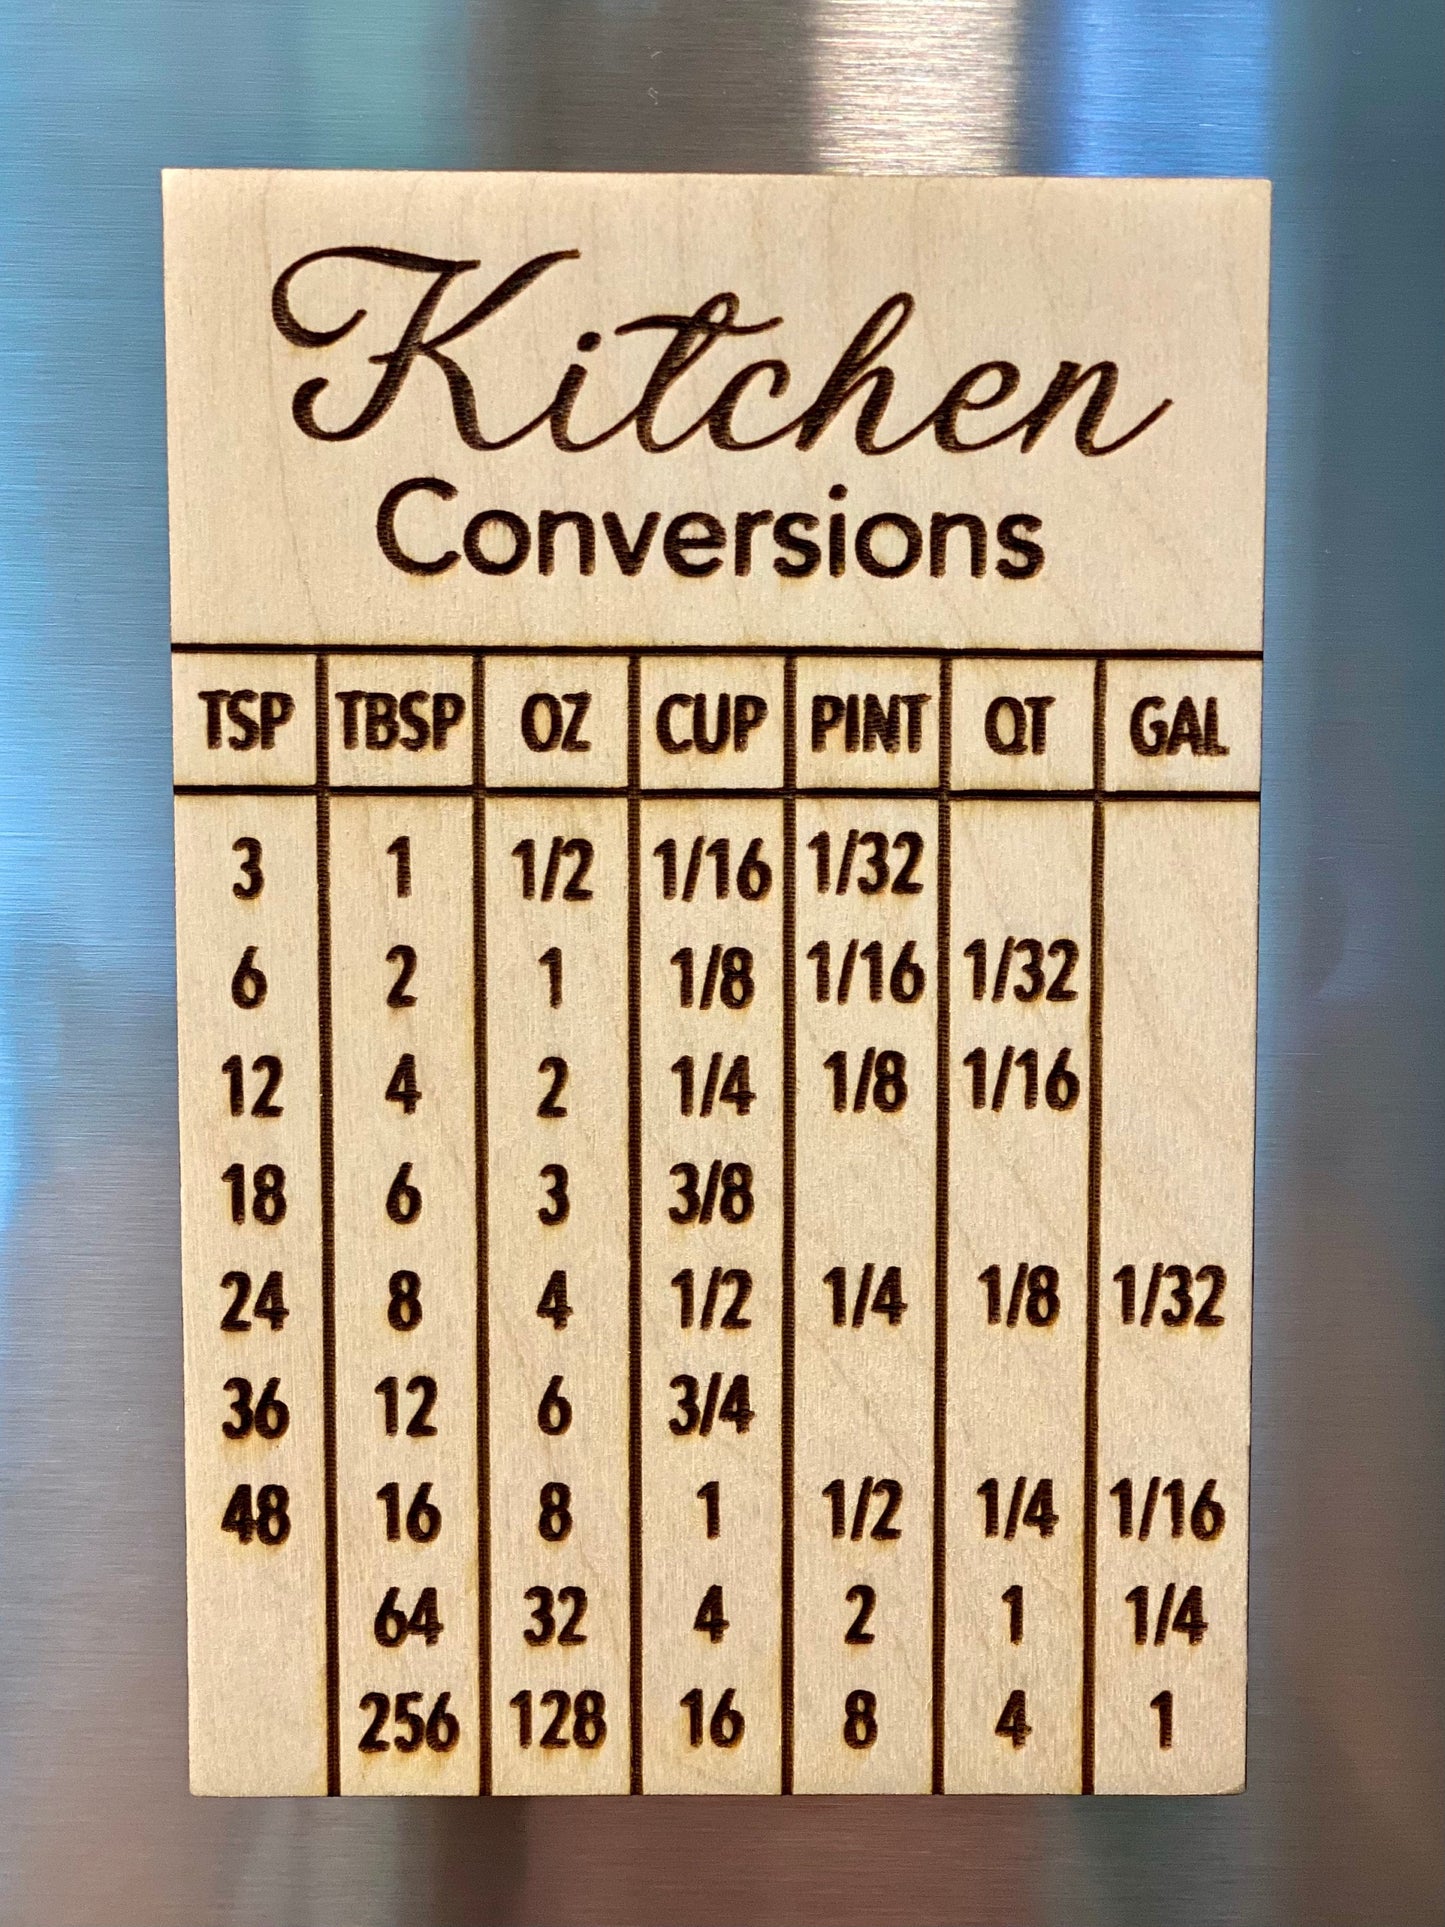 Kitchen
Conversions
TSP TBSP OZ CUP PINT QT GAL
3 1 1/2 1/16 1/32
6 2 1 1/8 1/16 1/32
12 4 2 1/4 1/8 1/16
18 6 3 3/8
24 8 4 1/2 1/4 1/8 1/32
36 12 6 3/4
48 16 8 1 1/2 1/4 1/16
64 32 4 2 1 1/4
256 128 16 8 4 1